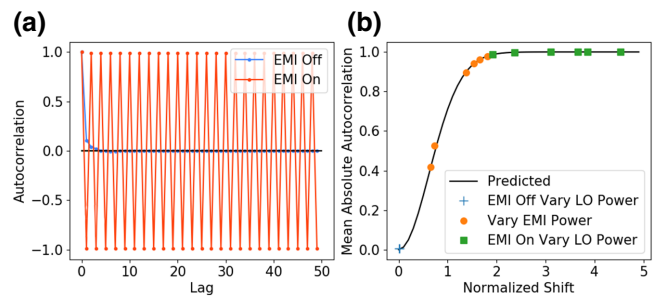 (a)
(b)
1.0
0.5
0.0
−0.5
−1.0
Autocorrelation
EMI Off
EMI On
0
10
20
30
40
50
Lag
1.0
0.8
0.6
0.4
0.2
0.0
Mean Absolute Autocorrelation
Predicted
EMI Off Vary LO Power
Vary EMI Power
EMI On Vary LO Power
0
1
2
3
4
5
Normalized Shift